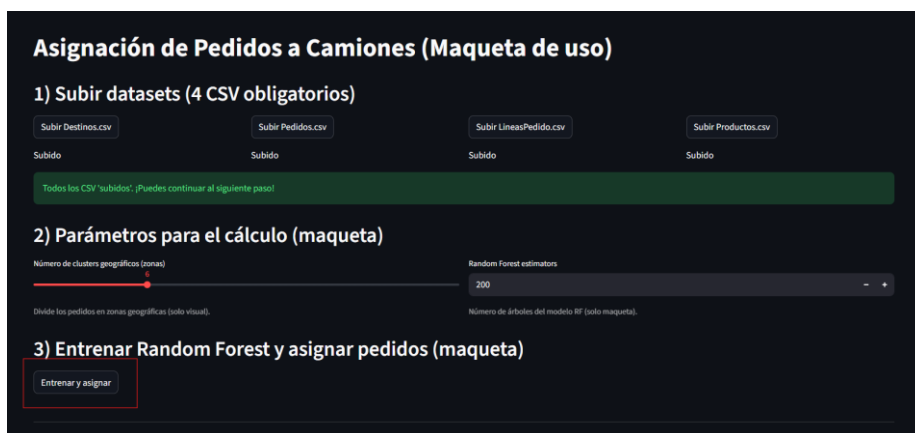 Asignación de Pedidos a Camiones (Maqueta de uso)
1) Subir datasets (4 CSV obligatorios)
Subir Destinos.csv
Subir Pedidos.csv
Subir LineasPedido.csv
Subir Productos.csv
Subido
Subido
Subido
Subido
Todos los CSV 'subidos'. ¡Puedes continuar al siguiente paso!
2) Parámetros para el cálculo (maqueta)
Número de clusters geográficos (zonas)
Random Forest estimators
6
200
- +
Divide los pedidos en zonas geográficas (solo visual).
Número de árboles del modelo RF (solo maqueta).
3) Entrenar Random Forest y asignar pedidos (maqueta)
Entrenar y asignar